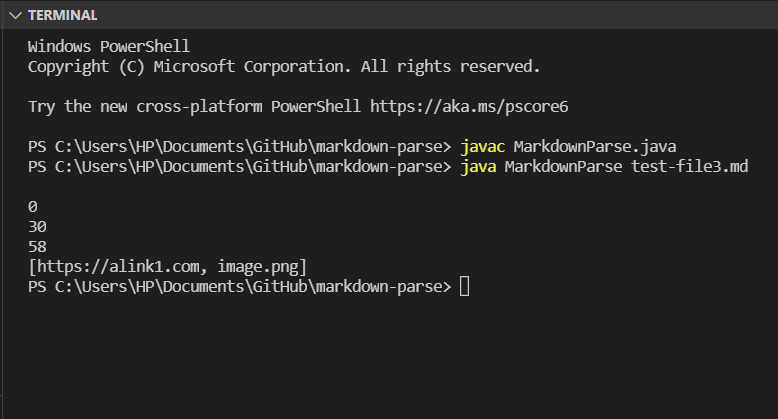 TERMINAL
Windows PowerShell
Copyright (C) Microsoft Corporation. All rights reserved.
Try the new cross-platform PowerShell https://aka.ms/pscore6
PS C:\Users\HP\Documents\GitHub\markdown-parse> javac MarkdownParse.java
PS C:\Users\HP\Documents\GitHub\markdown-parse> java MarkdownParse test-file3.md
0
30
58
[https://alink1.com, image.png]
PS C:\Users\HP\Documents\GitHub\markdown-parse>